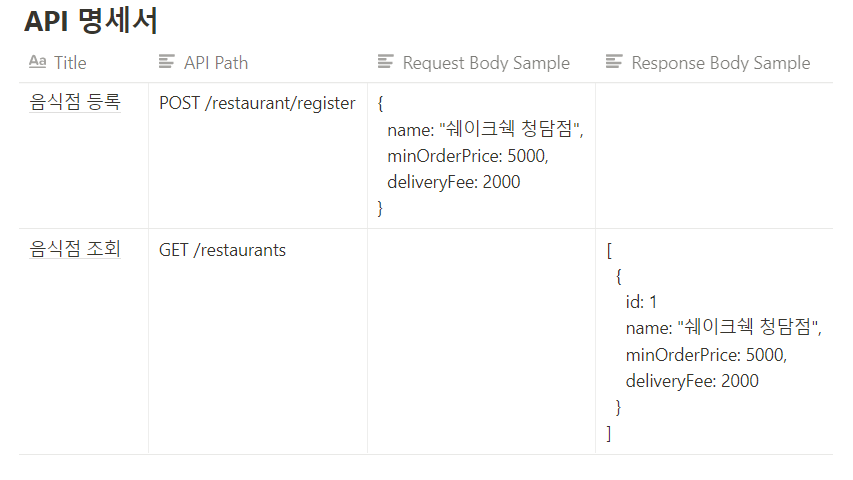 API 명세서
Aa Title
API Path
Request Body Sample
Response Body Sample
음식점 등록
POST /restaurant/register
{
name: "쉐이크쉑 청담점",
minOrderPrice: 5000,
deliveryFee: 2000
}
음식점 조회
GET /restaurants
[
{
id: 1
name: "쉐이크쉑 청담점",
minOrderPrice: 5000,
deliveryFee: 2000
}
]